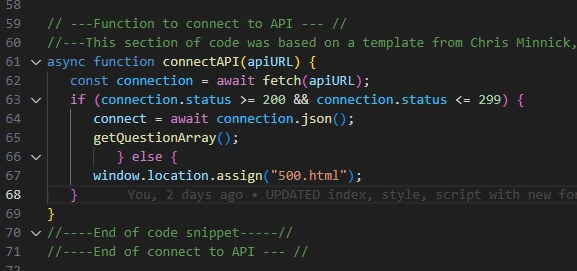 58
59 // ---Function to connect to API --- //
60 //---This section of code was based on a template from Chris Minnick,
61 async function connectAPI(apiURL) {
62 const connection = await fetch(apiURL);
63 if (connection.status >= 200 && connection.status <= 299) {
64 connect = await connection.json();
65 getQuestionArray();
66 } else {
67 window.location.assign("500.html");
68 } You, 2 days ago • UPDATED index, style, script with new for
69 }
70 //----End of code snippet-----//
71 //----End of connect to API --- //
72